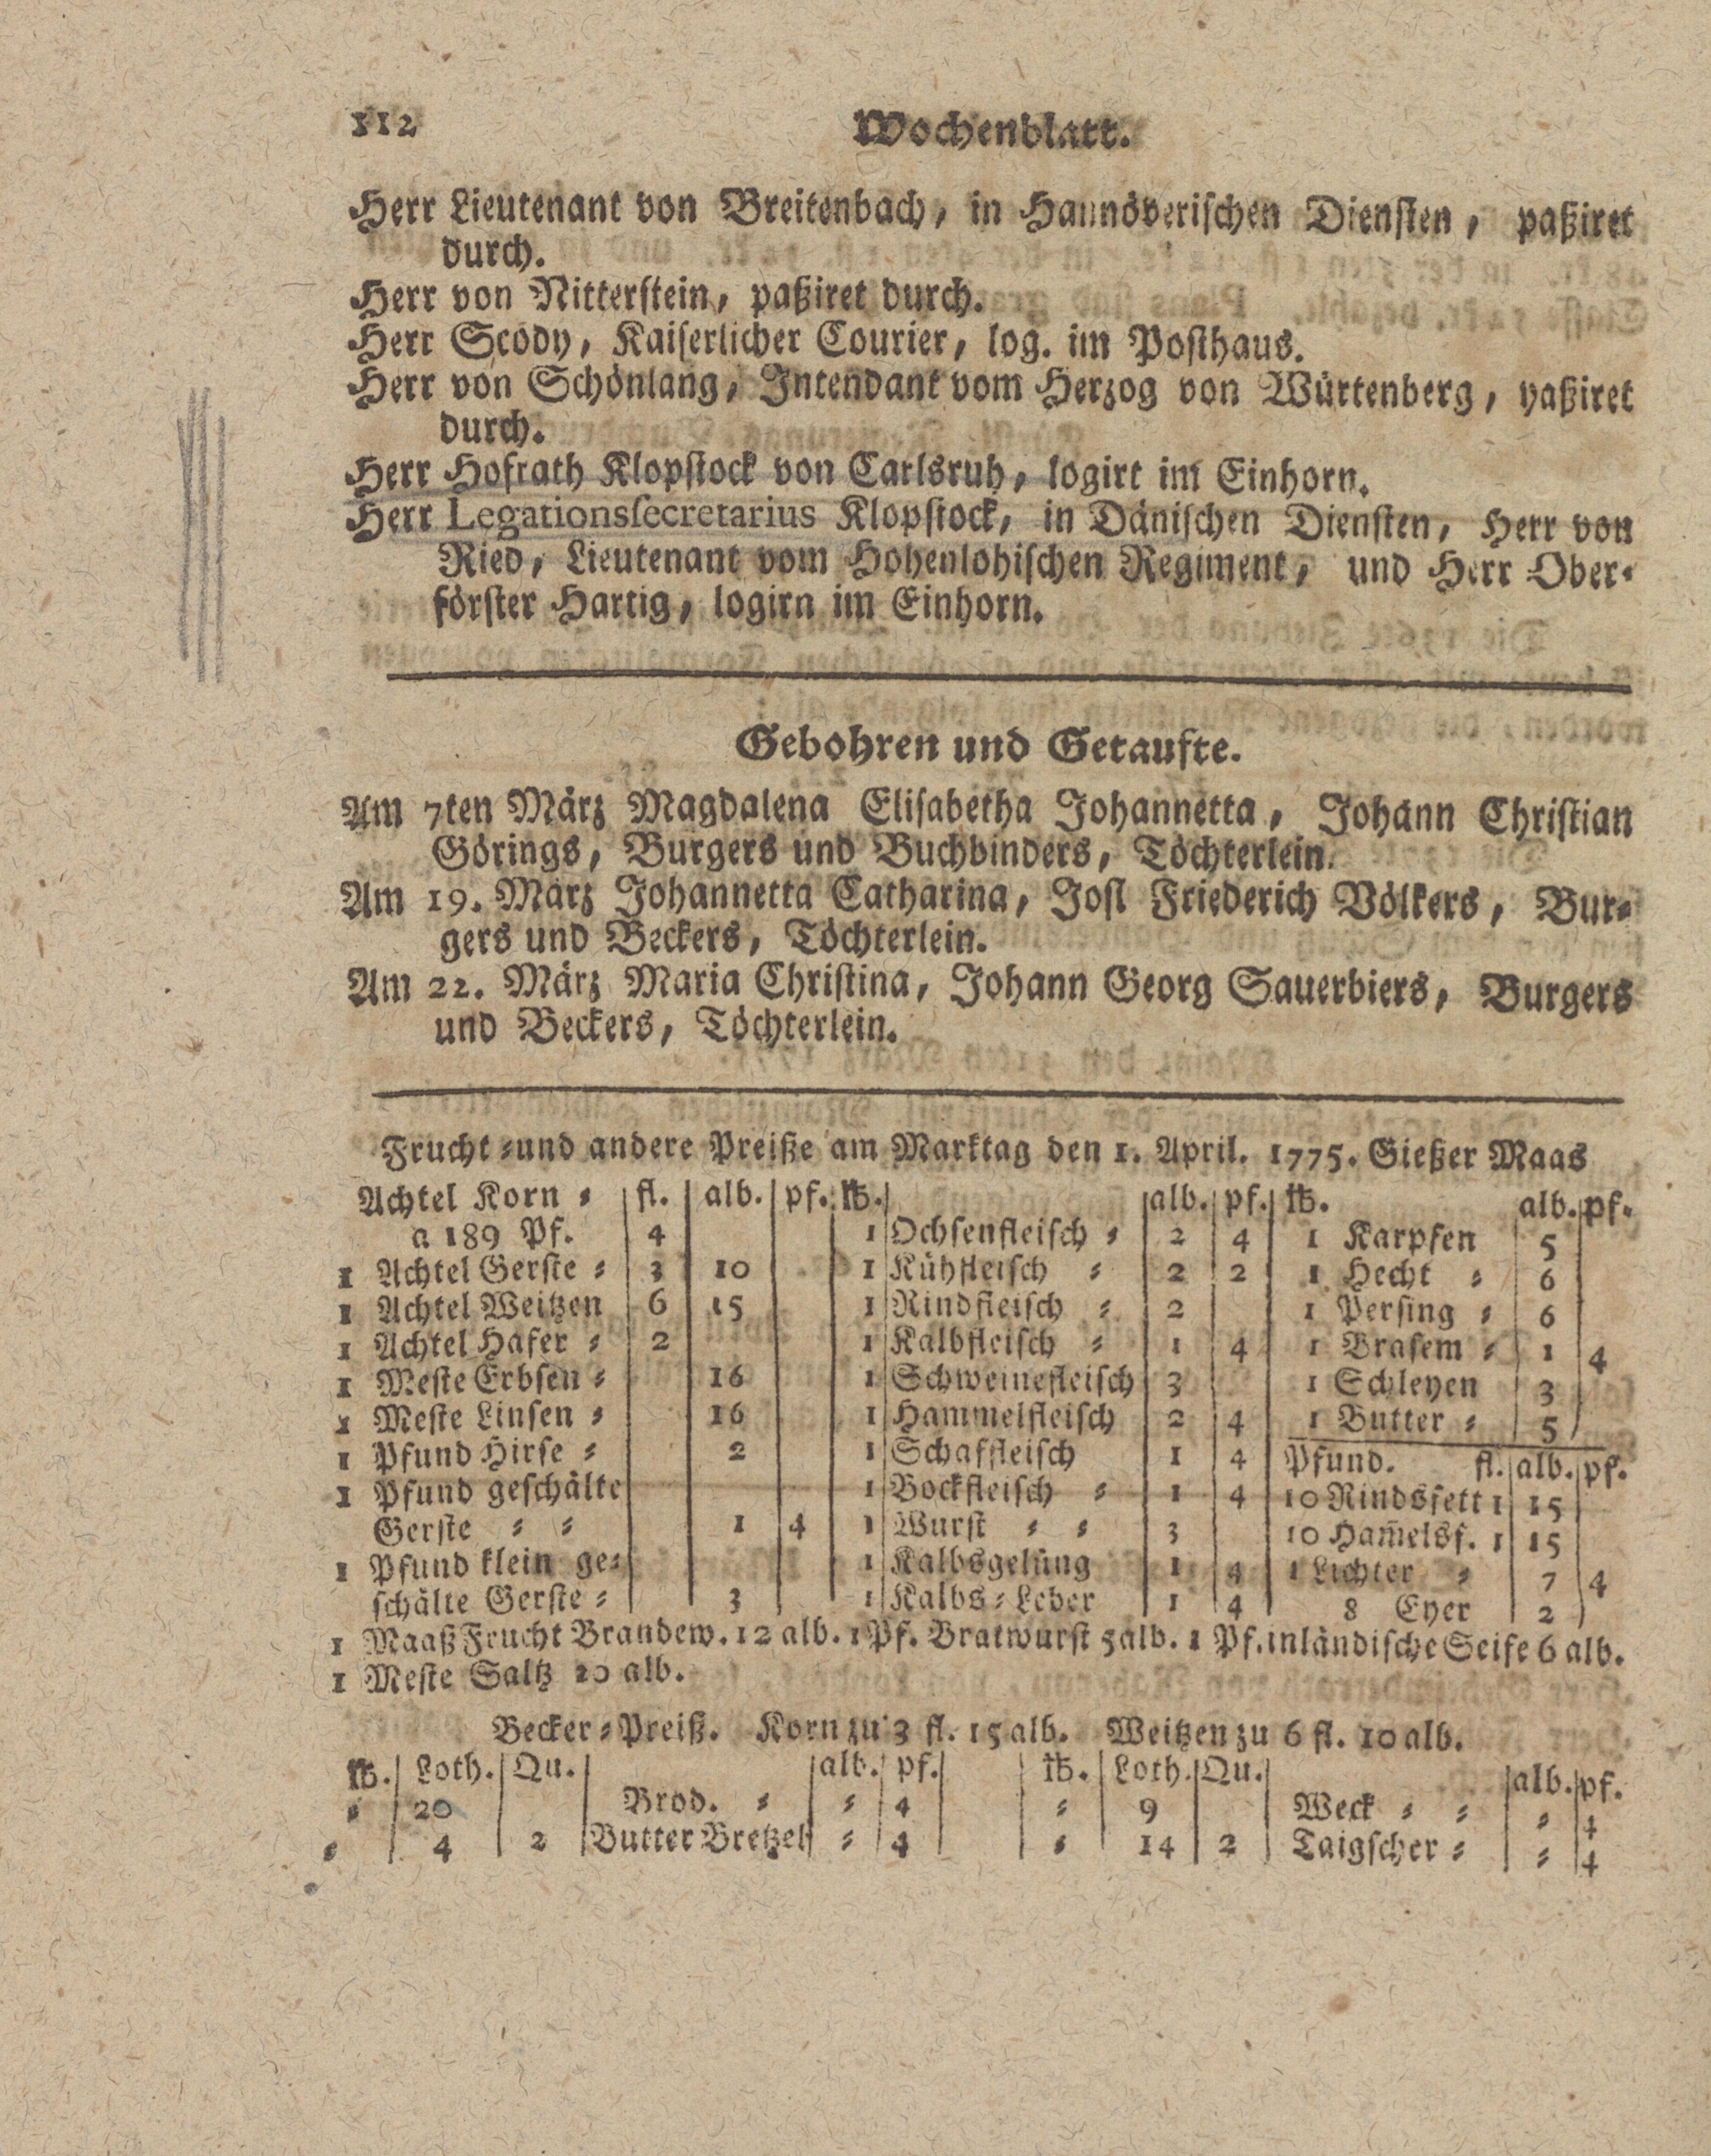 112 Wochenblatt.
Herr Lieutenant von Breitenbach, in Hannöverischen Diensten, paßiret
durch.
Herr von Nitterstein, paßiret durch.
Herr Scody, Kaiserlicher Courier, log. im Posthaus.
Herr von Schönlang, Intendant vom Herzog von Würtenberg, paßiret
durch.
Herr Hofrath Klopstock von Carlsruh, logirt im Einhorn.
Herr Legationsſecretarius Klopstock, in Dänischen Diensten, Herr von
Ried, Lieutenant vom Hohenlohischen Regiment, und Herr Ober-
förster Hartig, logirn im Einhorn.
Gebohren und Getaufte.
Am 7ten März Magdalena Elisabetha Johannetta, Johann Christian
Görings, Burgers und Buchbinders, Töchterlein.
Am 19. März Johannetta Catharina, Jost Friederich Völkers, Bur-
gers und Beckers, Töchterlein.
Am 22. März Maria Christina, Johann Georg Sauerbiers, Burgers
und Beckers, Töchterlein.
Frucht-und andere Preiße am Marktag den 1. April. 1775. Gießer Maas
Achtel Korn - | fl. | alb. | pf. | ℔. | | alb. | pf. | ℔. | alb. | pf.
a 189 Pf. | 4 | | | 1 | Ochsenfleisch - | 2 | 4 | 1 Karpfen | 5 |
1 Achtel Gerste - | 3 | 10 | | 1 | Kühfleisch - | 2 | 2 | 1 Hecht - | 6 |
1 Achtel Weitzen | 6 | 15 | | 1 | Rindfleisch - | 2 | | 1 Persing - | 6 |
1 Achtel Hafer - | 2 | | | 1 | Kalbfleisch - | 1 | 4 | 1 Brasem - | 1 | 4
1 Meste Erbsen - | | 16 | | 1 | Schweinefleisch | 3 | | 1 Schleyen | 3 |
1 Meste Linsen - | | 16 | | 1 | Hammelfleisch | 2 | 4 | 1 Butter - | 5 |
1 Pfund Hirse - | | 2 | | 1 | Schaffleisch | 1 | 4 | Pfund. fl. | alb. | pf.
1 Pfund geschälte | | | | 1 | Bockfleisch - | 1 | 4 | 10 Rindsfett 1 | 15 |
Gerste - - | | 1 | 4 | 1 | Wurst - - | 3 | | 10 Ham̃elsf. 1 | 15 |
1 Pfund klein ge- | | | | 1 | Kalbsgelüng | 1 | 4 | 1 Lichter - | 7 | 4
schälte Gerste - | | 3 | | 1 | Kalbs-Leber | 1 | 4 | 8 Eyer | 2 |
1 Maaß Frucht Brandew. 12 alb. 1 Pf. Bratwurst 5 alb. 1 Pf. inländische Seife 6 alb.
1 Meste Saltz 20 alb.
Becker-Preiß. Korn zu 3 fl. 15 alb. Weitzen zu 6 fl. 10 alb.
℔. | Loth. | Qu. | | alb. | pf. | ℔. | Loth. | Qu. | | alb. | pf.
- | 20 | | Brod. - | - | 4 | - | 9 | | Weck - - | - | 4
- | 4 | 2 | Butter Bretzel | - | 4 | - | 14 | 2 | Taigscher - | - | 4